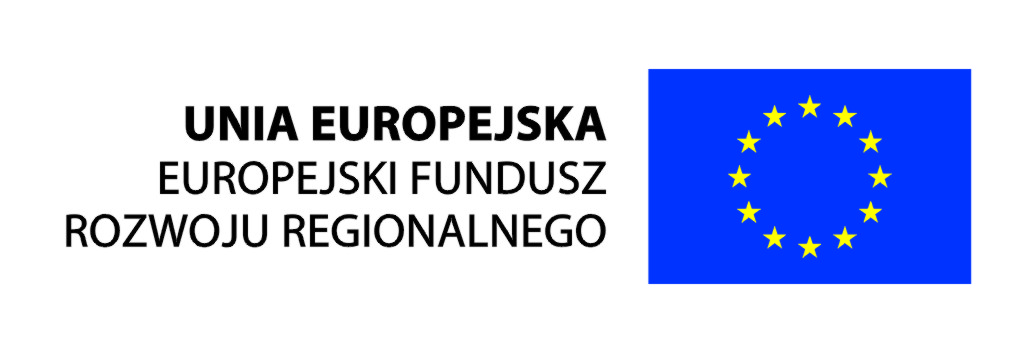 UNIA EUROPEJSKA
EUROPEJSKI FUNDUSZ
ROZWOJU REGIONALNEGO